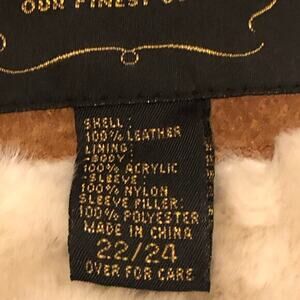 OUR FINEST
SHELL:
100% LEATHER
LINING:
-BODY
100% ACRYLIC
-SLEEVE
100% NYLON
SLEEVE FILLER:
100% POLYESTER
MADE IN CHINA
22/24
OVER FOR CARE